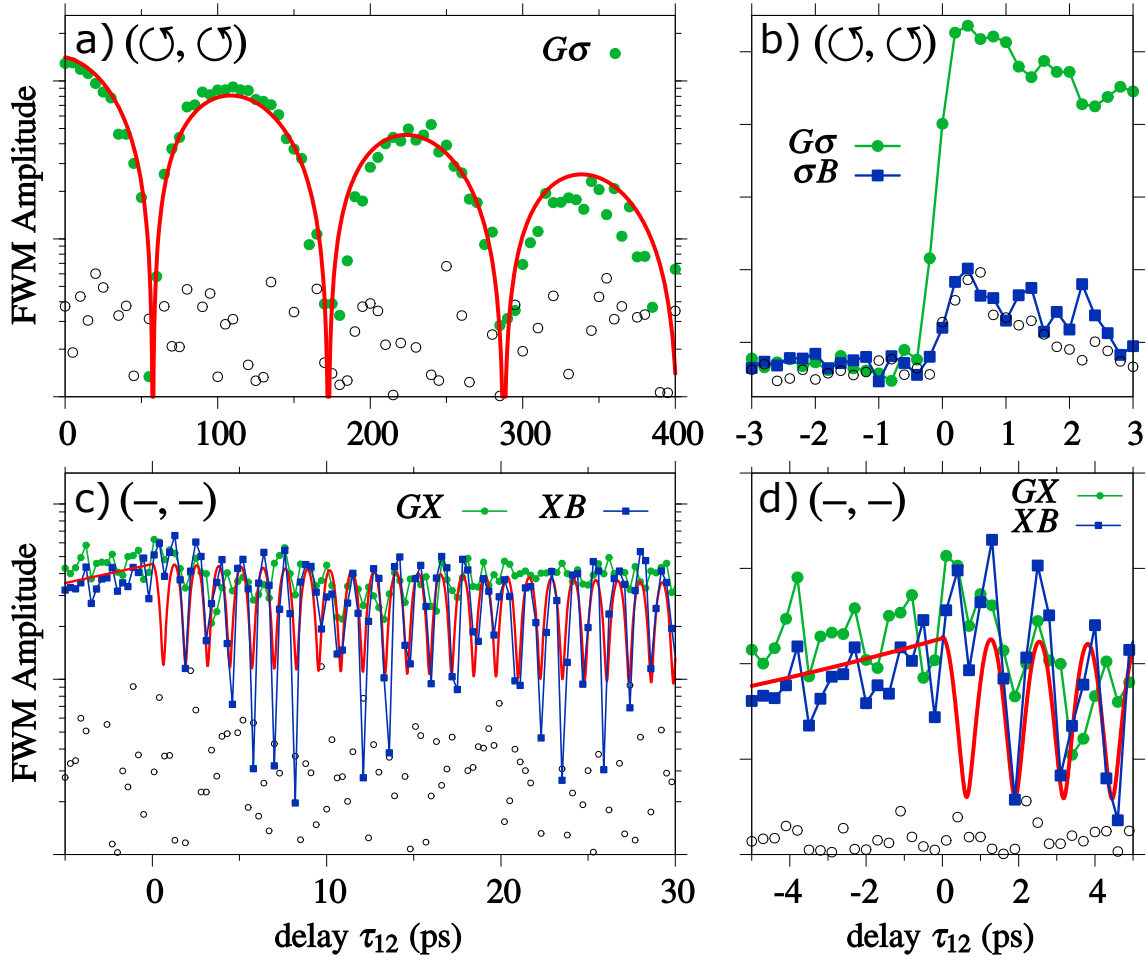 a) (↺, ↺)
Gσ
FWM Amplitude
0 100 200 300 400
b) (↺, ↺)
Gσ
σB
-3 -2 -1 0 1 2 3
c) (−, −)
GX XB
FWM Amplitude
0 10 20 30
delay τ12 (ps)
d) (−, −)
GX
XB
-4 -2 0 2 4
delay τ12 (ps)